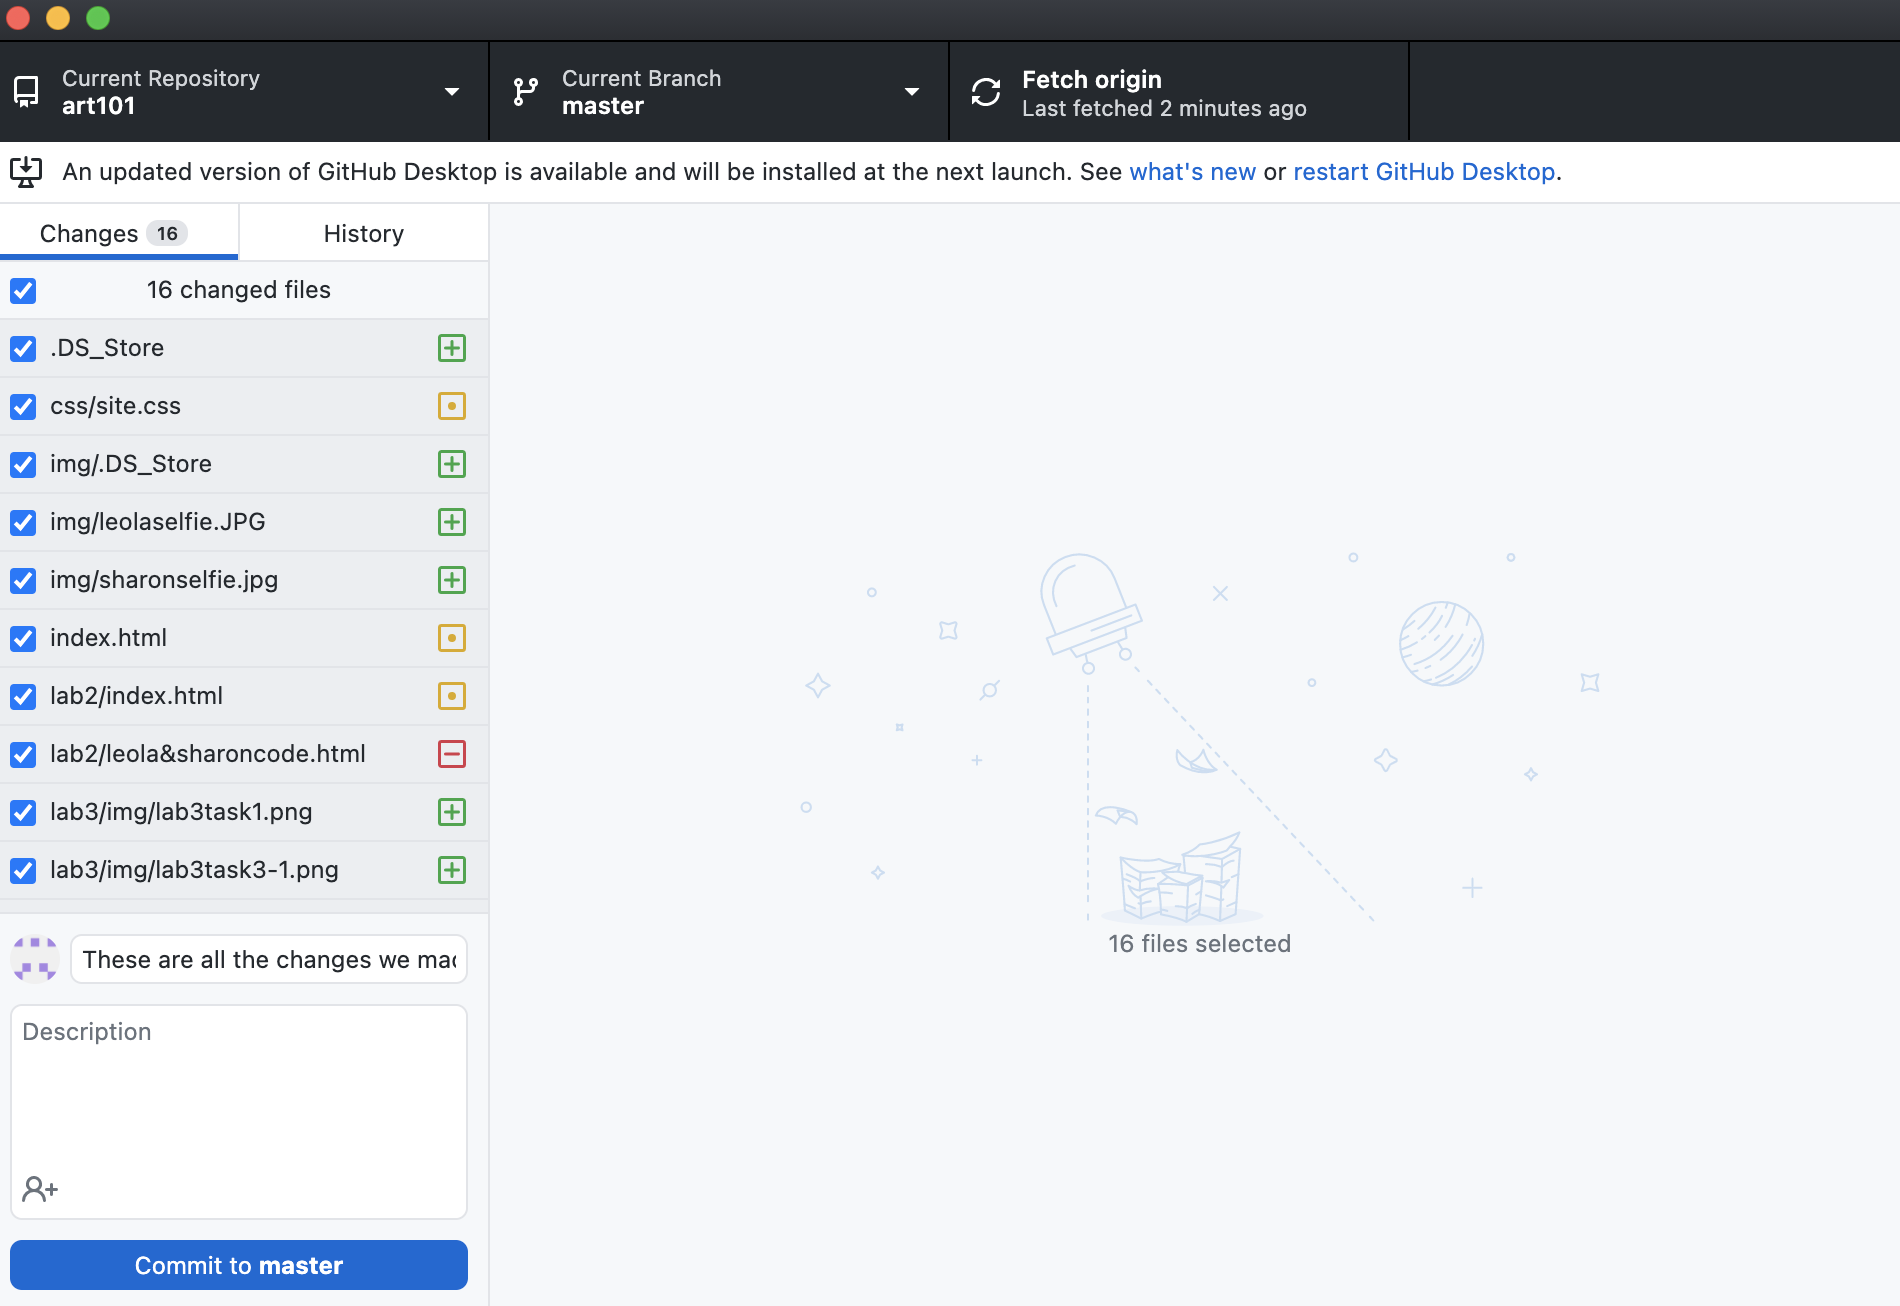 Current Repository
art101
Current Branch
master
Fetch origin
Last fetched 2 minutes ago
An updated version of GitHub Desktop is available and will be installed at the next launch. See what's new or restart GitHub Desktop.
Changes 16
History
16 changed files
.DS_Store
css/site.css
img/.DS_Store
img/leolaselfie.JPG
img/sharonselfie.jpg
index.html
lab2/index.html
lab2/leola&sharoncode.html
lab3/img/lab3task1.png
lab3/img/lab3task3-1.png
16 files selected
These are all the changes we
Description
Commit to master